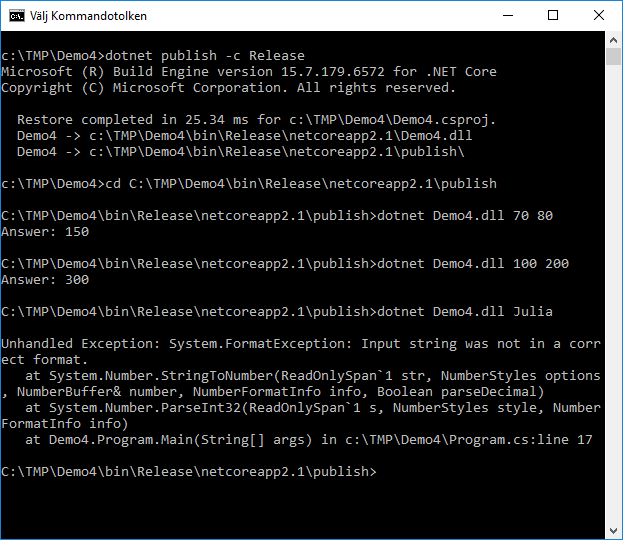 Välj Kommandotolken
c:\TMP\Demo4>dotnet publish -c Release
Microsoft (R) Build Engine version 15.7.179.6572 for .NET Core
Copyright (C) Microsoft Corporation. All rights reserved.
  Restore completed in 25.34 ms for c:\TMP\Demo4\Demo4.csproj.
  Demo4 -> c:\TMP\Demo4\bin\Release\netcoreapp2.1\Demo4.dll
  Demo4 -> c:\TMP\Demo4\bin\Release\netcoreapp2.1\publish\
c:\TMP\Demo4>cd C:\TMP\Demo4\bin\Release\netcoreapp2.1\publish
C:\TMP\Demo4\bin\Release\netcoreapp2.1\publish>dotnet Demo4.dll 70 80
Answer: 150
C:\TMP\Demo4\bin\Release\netcoreapp2.1\publish>dotnet Demo4.dll 100 200
Answer: 300
C:\TMP\Demo4\bin\Release\netcoreapp2.1\publish>dotnet Demo4.dll Julia
Unhandled Exception: System.FormatException: Input string was not in a corr
ect format.
   at System.Number.StringToNumber(ReadOnlySpan`1 str, NumberStyles options
, NumberBuffer& number, NumberFormatInfo info, Boolean parseDecimal)
   at System.Number.ParseInt32(ReadOnlySpan`1 s, NumberStyles style, Number
FormatInfo info)
   at Demo4.Program.Main(String[] args) in c:\TMP\Demo4\Program.cs:line 17
C:\TMP\Demo4\bin\Release\netcoreapp2.1\publish>